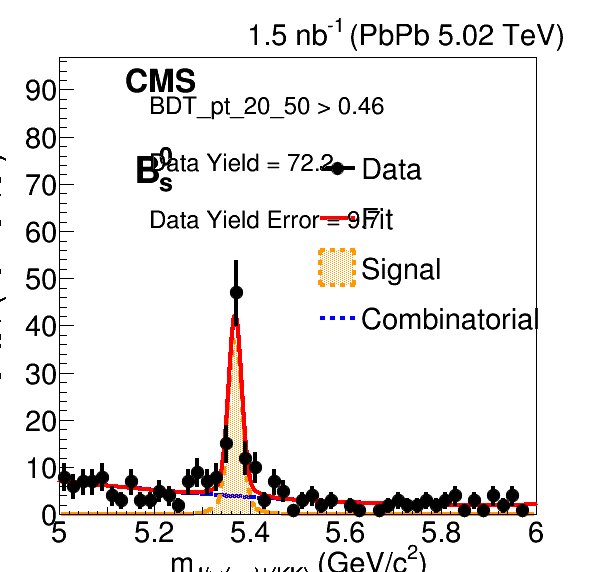 1.5 nb⁻¹ (PbPb 5.02 TeV)
CMS
BDT_pt_20_50 > 0.46
B⁰ₛ
Data Yield = 72.2
Data Yield Error = 9.7
Data
Fit
Signal
Combinatorial
90
80
70
60
50
40
30
20
10
0
5 5.2 5.4 5.6 5.8 6
m (GeV/c²)